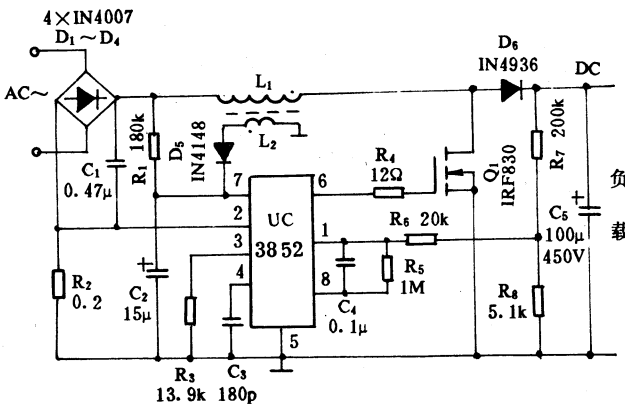 4×IN4007
D₁～D₄
AC～
C₁
0.47μ
180k
R₁
D₅
IN4148
L₁
L₂
D₆
IN4936
DC
R₄
12Ω
Q₁
IRF830
R₇
200k
负
载
7
6
2
UC
3852
1
3
4
8
5
R₆ 20k
C₅
100μ
450V
R₂
0.2
C₂
15μ
C₄
0.1μ
R₅
1M
R₈
5.1k
R₃
13.9k
C₃
180p